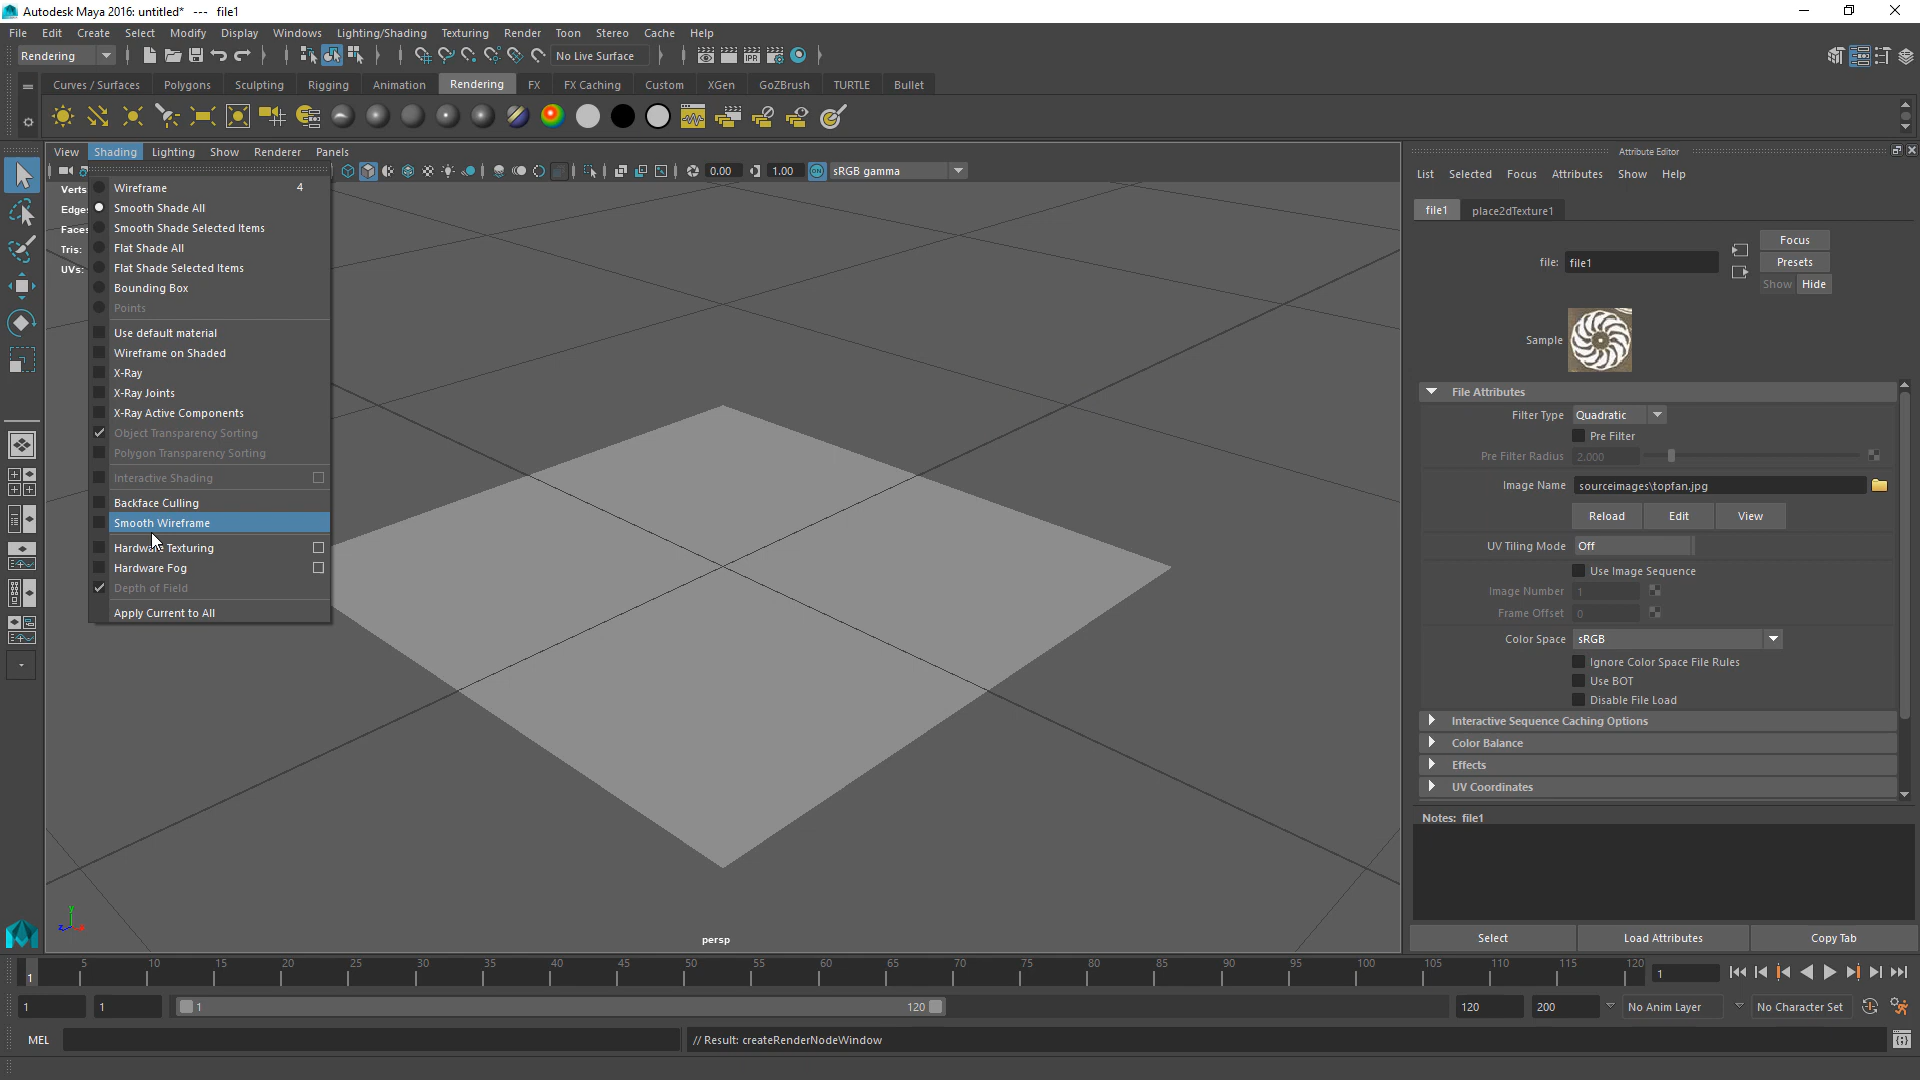 Autodesk Maya 2016: untitled* --- file1
File Edit Create Select Modify Display Windows Lighting/Shading Texturing Render Toon Stereo Cache Help
Rendering No Live Surface
Curves / Surfaces Polygons Sculpting Rigging Animation Rendering FX FX Caching Custom XGen GoZBrush TURTLE Bullet
View Shading Lighting Show Renderer Panels
0.00 1.00 sRGB gamma
Verts
Edge
Faces
Tris:
UVs:
Wireframe 4
Smooth Shade All
Smooth Shade Selected Items
Flat Shade All
Flat Shade Selected Items
Bounding Box
Points
Use default material
Wireframe on Shaded
X-Ray
X-Ray Joints
X-Ray Active Components
Object Transparency Sorting
Polygon Transparency Sorting
Interactive Shading
Backface Culling
Smooth Wireframe
Hardware Texturing
Hardware Fog
Depth of Field
Apply Current to All
persp
Attribute Editor
List Selected Focus Attributes Show Help
file1 place2dTexture1
file: file1
Focus
Presets
Show Hide
Sample
File Attributes
Filter Type Quadratic
Pre Filter
Pre Filter Radius 2.000
Image Name sourceimages\topfan.jpg
Reload Edit View
UV Tiling Mode Off
Use Image Sequence
Image Number 1
Frame Offset 0
Color Space sRGB
Ignore Color Space File Rules
Use BOT
Disable File Load
Interactive Sequence Caching Options
Color Balance
Effects
UV Coordinates
Notes: file1
Select Load Attributes Copy Tab
1 5 10 15 20 25 30 35 40 45 50 55 60 65 70 75 80 85 90 95 100 105 110 115 120 1
1 1 1 120 120 200 No Anim Layer No Character Set
MEL // Result: createRenderNodeWindow